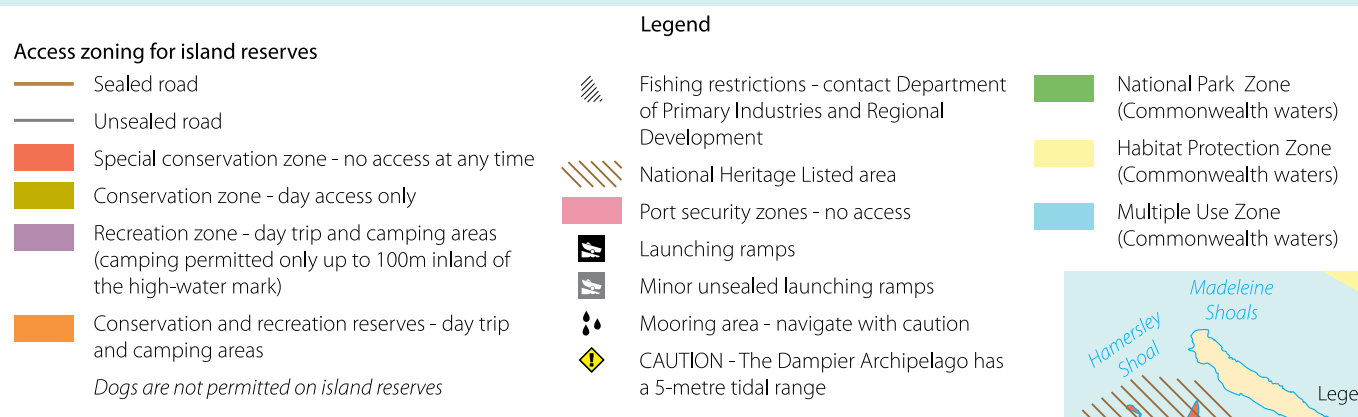 Legend
Access zoning for island reserves
Sealed road
Unsealed road
Special conservation zone - no access at any time
Conservation zone - day access only
Recreation zone - day trip and camping areas
(camping permitted only up to 100m inland of
the high-water mark)
Conservation and recreation reserves - day trip
and camping areas
Dogs are not permitted on island reserves
Fishing restrictions - contact Department
of Primary Industries and Regional
Development
National Heritage Listed area
Port security zones - no access
Launching ramps
Minor unsealed launching ramps
Mooring area - navigate with caution
CAUTION - The Dampier Archipelago has
a 5-metre tidal range
National Park Zone
(Commonwealth waters)
Habitat Protection Zone
(Commonwealth waters)
Multiple Use Zone
(Commonwealth waters)
Madeleine
Shoals
Hamersley
Shoal
Lege